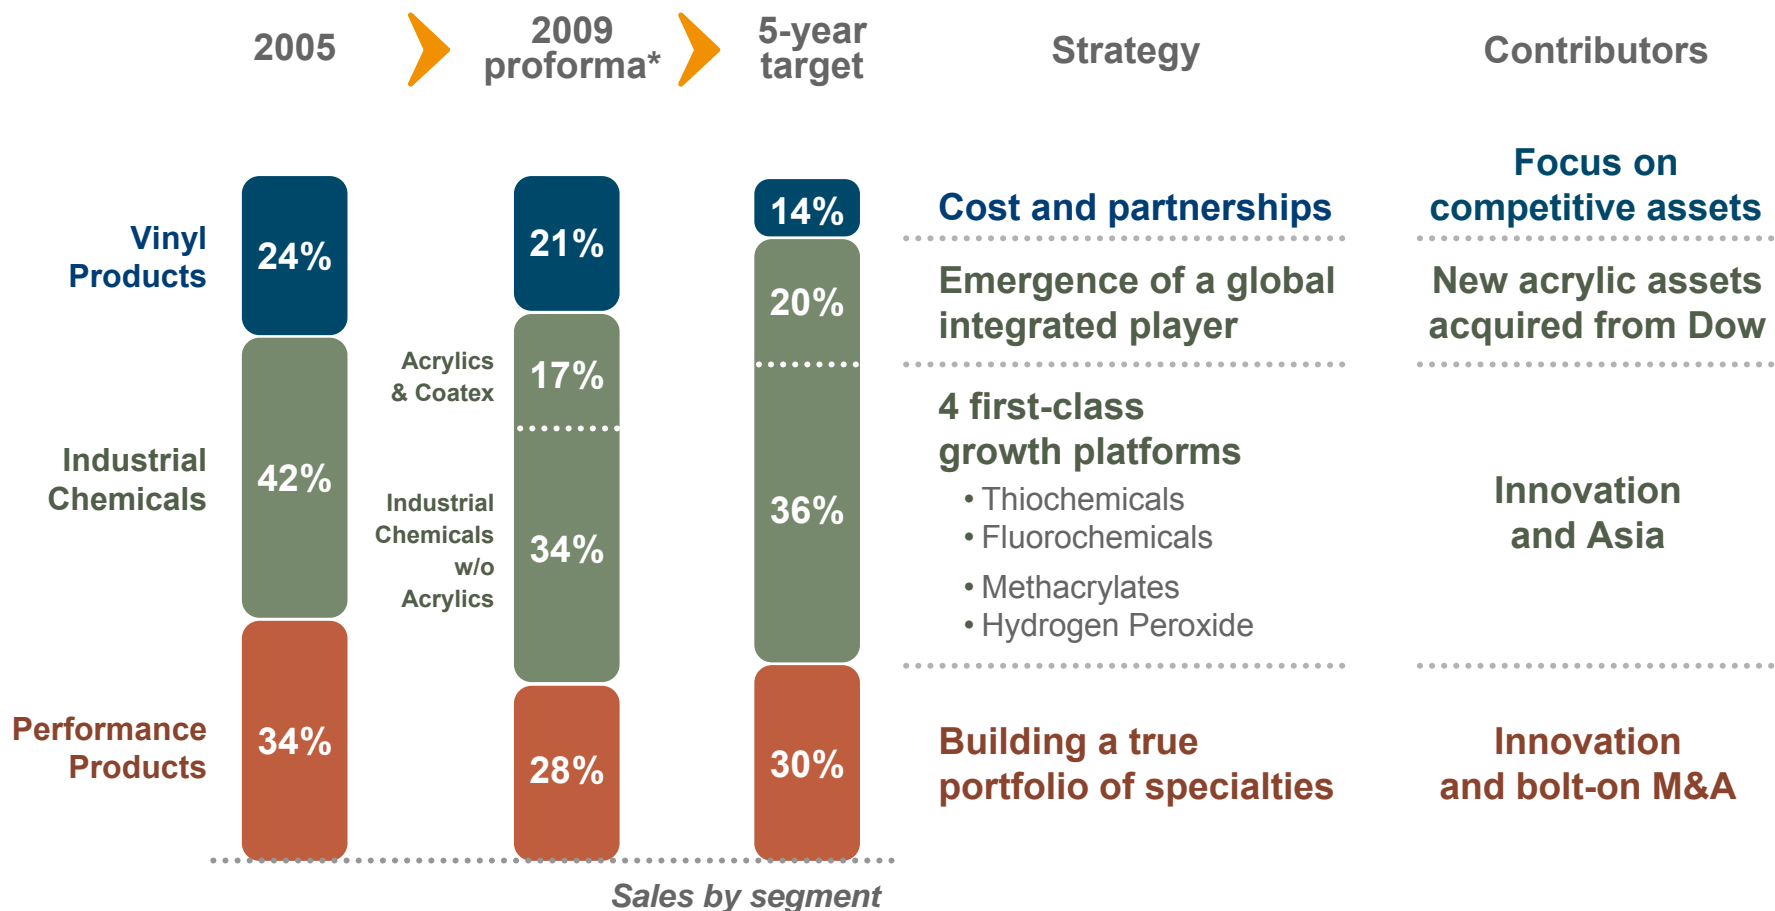 2005
2009
proforma*
5-year
target
Strategy
Contributors
Vinyl
Products
24%
21%
14%
Cost and partnerships
Focus on
competitive assets
Acrylics
& Coatex
17%
20%
Emergence of a global
integrated player
New acrylic assets
acquired from Dow
Industrial
Chemicals
42%
Industrial
Chemicals
w/o
Acrylics
34%
36%
4 first-class
growth platforms
• Thiochemicals
• Fluorochemicals
• Methacrylates
• Hydrogen Peroxide
Innovation
and Asia
Performance
Products
34%
28%
30%
Building a true
portfolio of specialties
Innovation
and bolt-on M&A
Sales by segment